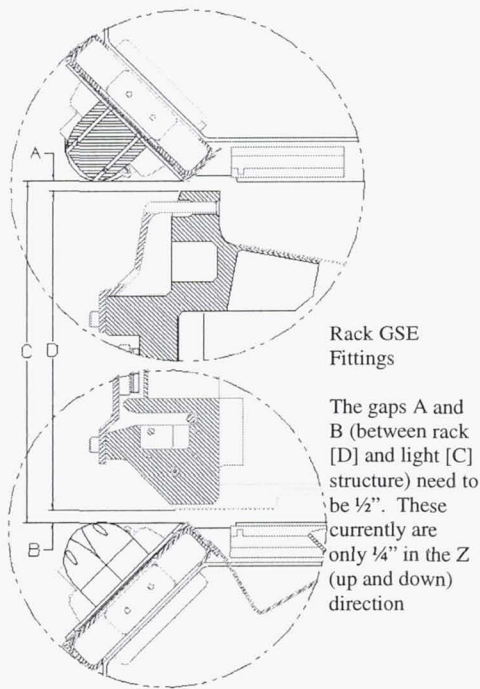 A
C
D
B
Rack GSE
Fittings
The gaps A and
B (between rack
[D] and light [C]
structure) need to
be ½”. These
currently are
only ¼” in the Z
(up and down)
direction